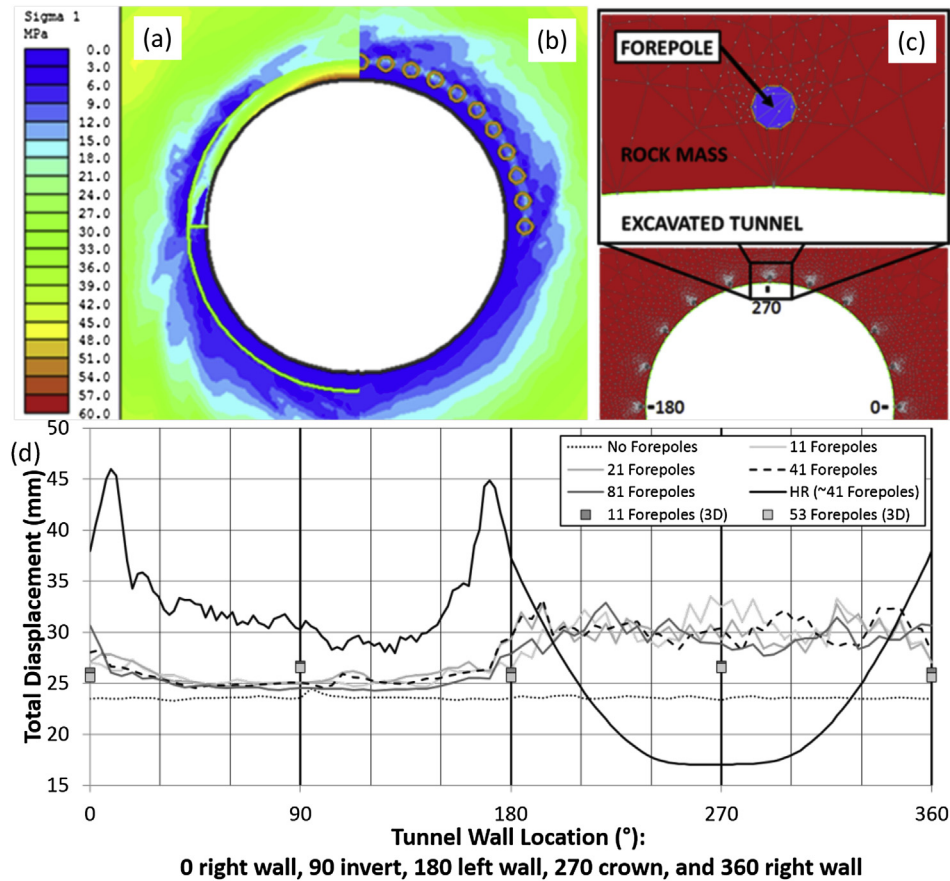 Sigma 1
MPa
0.0
3.0
6.0
9.0
12.0
15.0
18.0
21.0
24.0
27.0
30.0
33.0
36.0
39.0
42.0
45.0
48.0
51.0
54.0
57.0
60.0
(a)
(b)
(c)
FOREPOLE
ROCK MASS
EXCAVATED TUNNEL
270
-180
0-
(d)
50
45
40
35
30
25
20
15
Total Diasplacement (mm)
No Forepoles
11 Forepoles
21 Forepoles
41 Forepoles
81 Forepoles
HR (~41 Forepoles)
11 Forepoles (3D)
53 Forepoles (3D)
0
90
180
270
360
Tunnel Wall Location (°):
0 right wall, 90 invert, 180 left wall, 270 crown, and 360 right wall